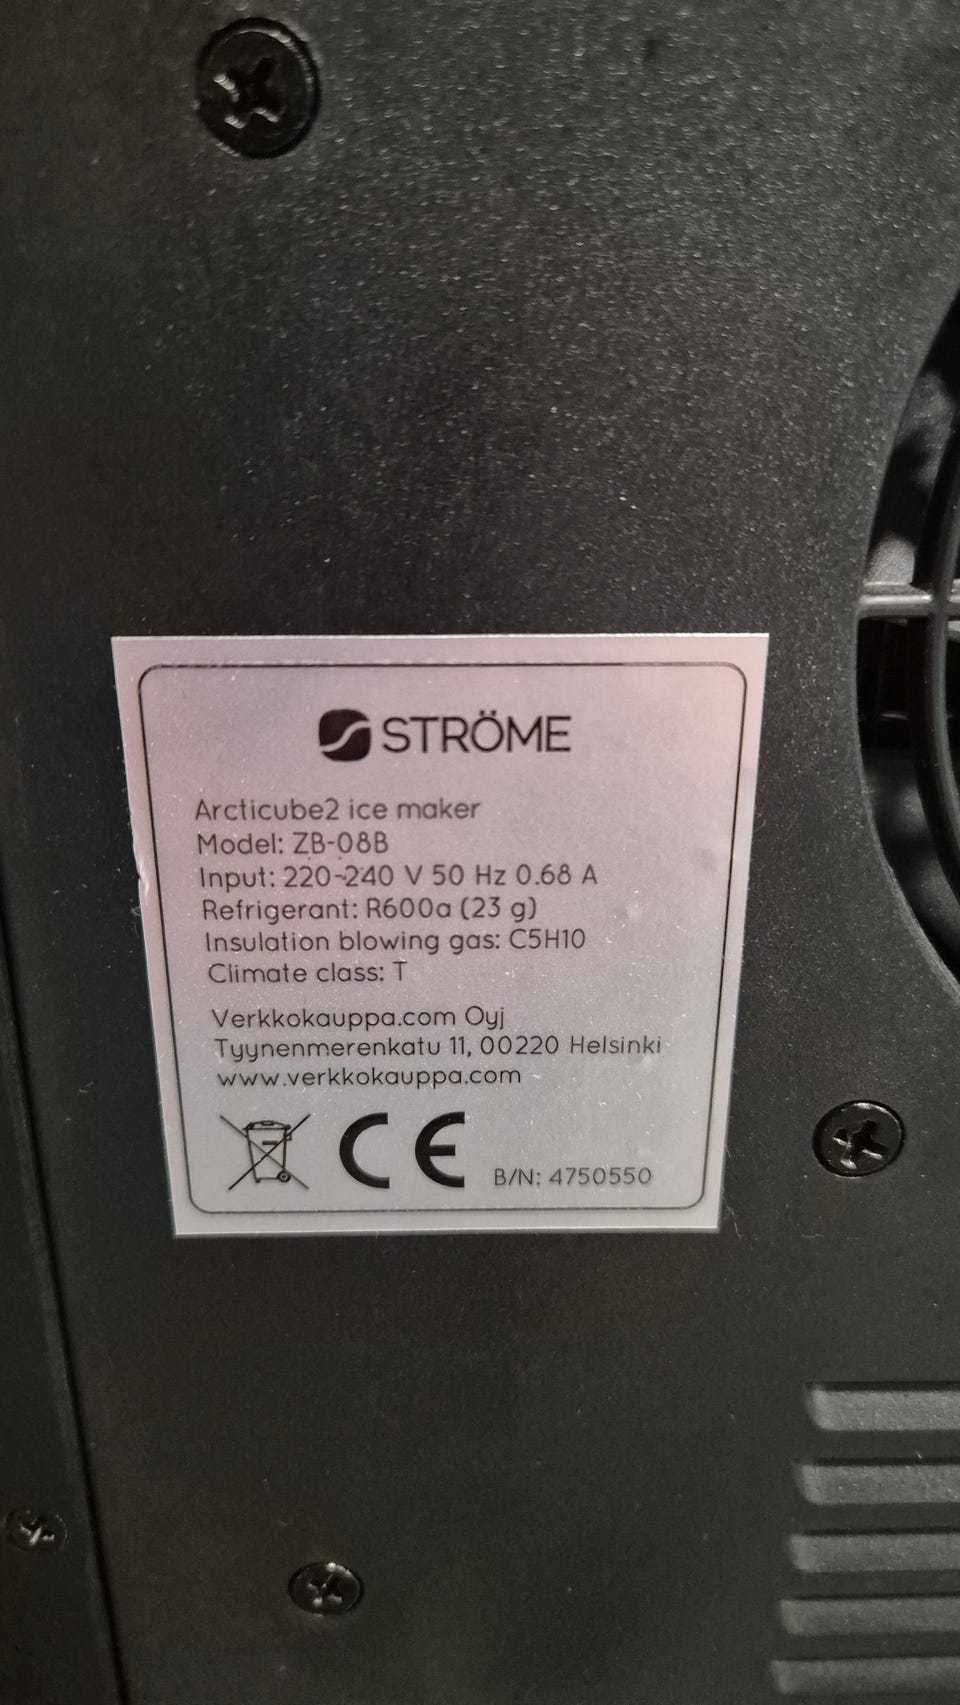 STRÖME
Arcticube2 ice maker
Model: ZB-08B
Input: 220-240 V 50 Hz 0.68 A
Refrigerant: R600a (23 g)
Insulation blowing gas: C5H10
Climate class: T
Verkkokauppa.com Oyj
Tyynenmerenkatu 11, 00220 Helsinki
www.verkkokauppa.com
CE B/N: 4750550